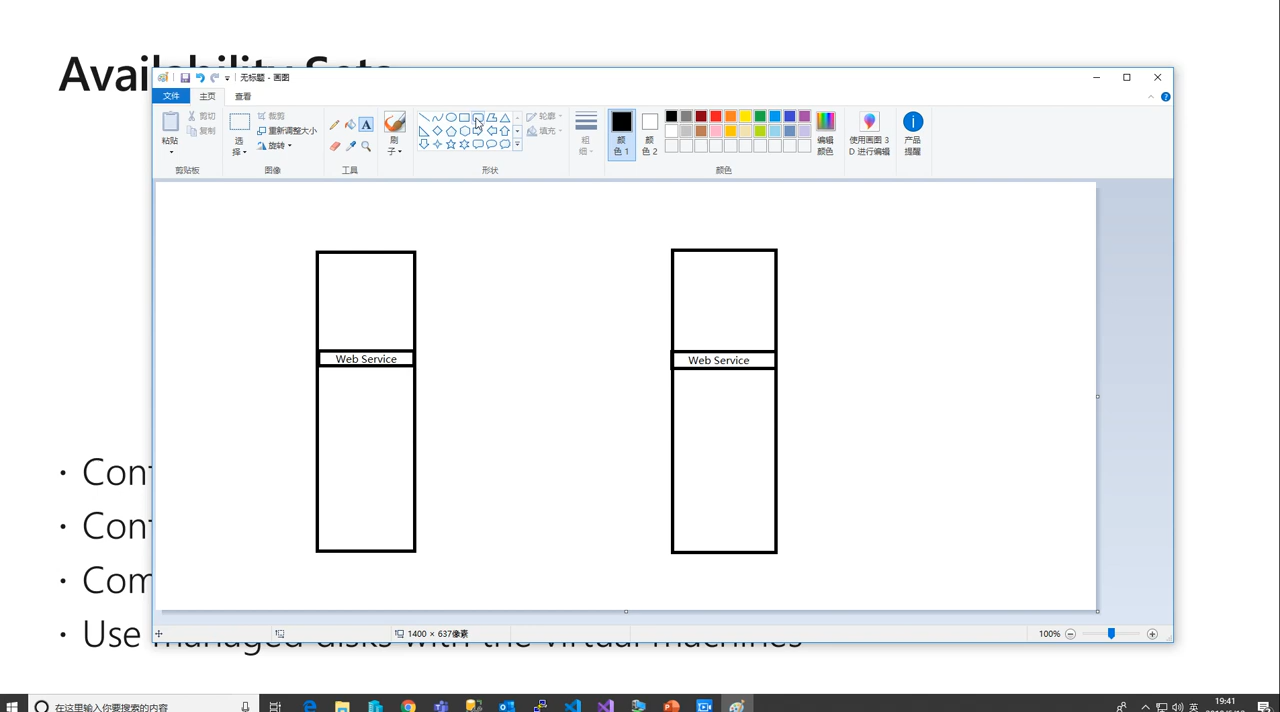 Availability Sets
无标题 - 画图
文件 主页 查看
粘贴
剪切
复制
剪贴板
选择
裁剪
重新调整大小
旋转
图像
A
工具
刷子
形状
轮廓
填充
粗细
颜色 1
颜色 2
颜色
编辑颜色
使用画图 3D 进行编辑
产品提醒
Web Service
Web Service
· Use managed disks with the virtual machines
1400 × 637像素
100%
在这里输入你要搜索的内容
英
19:41